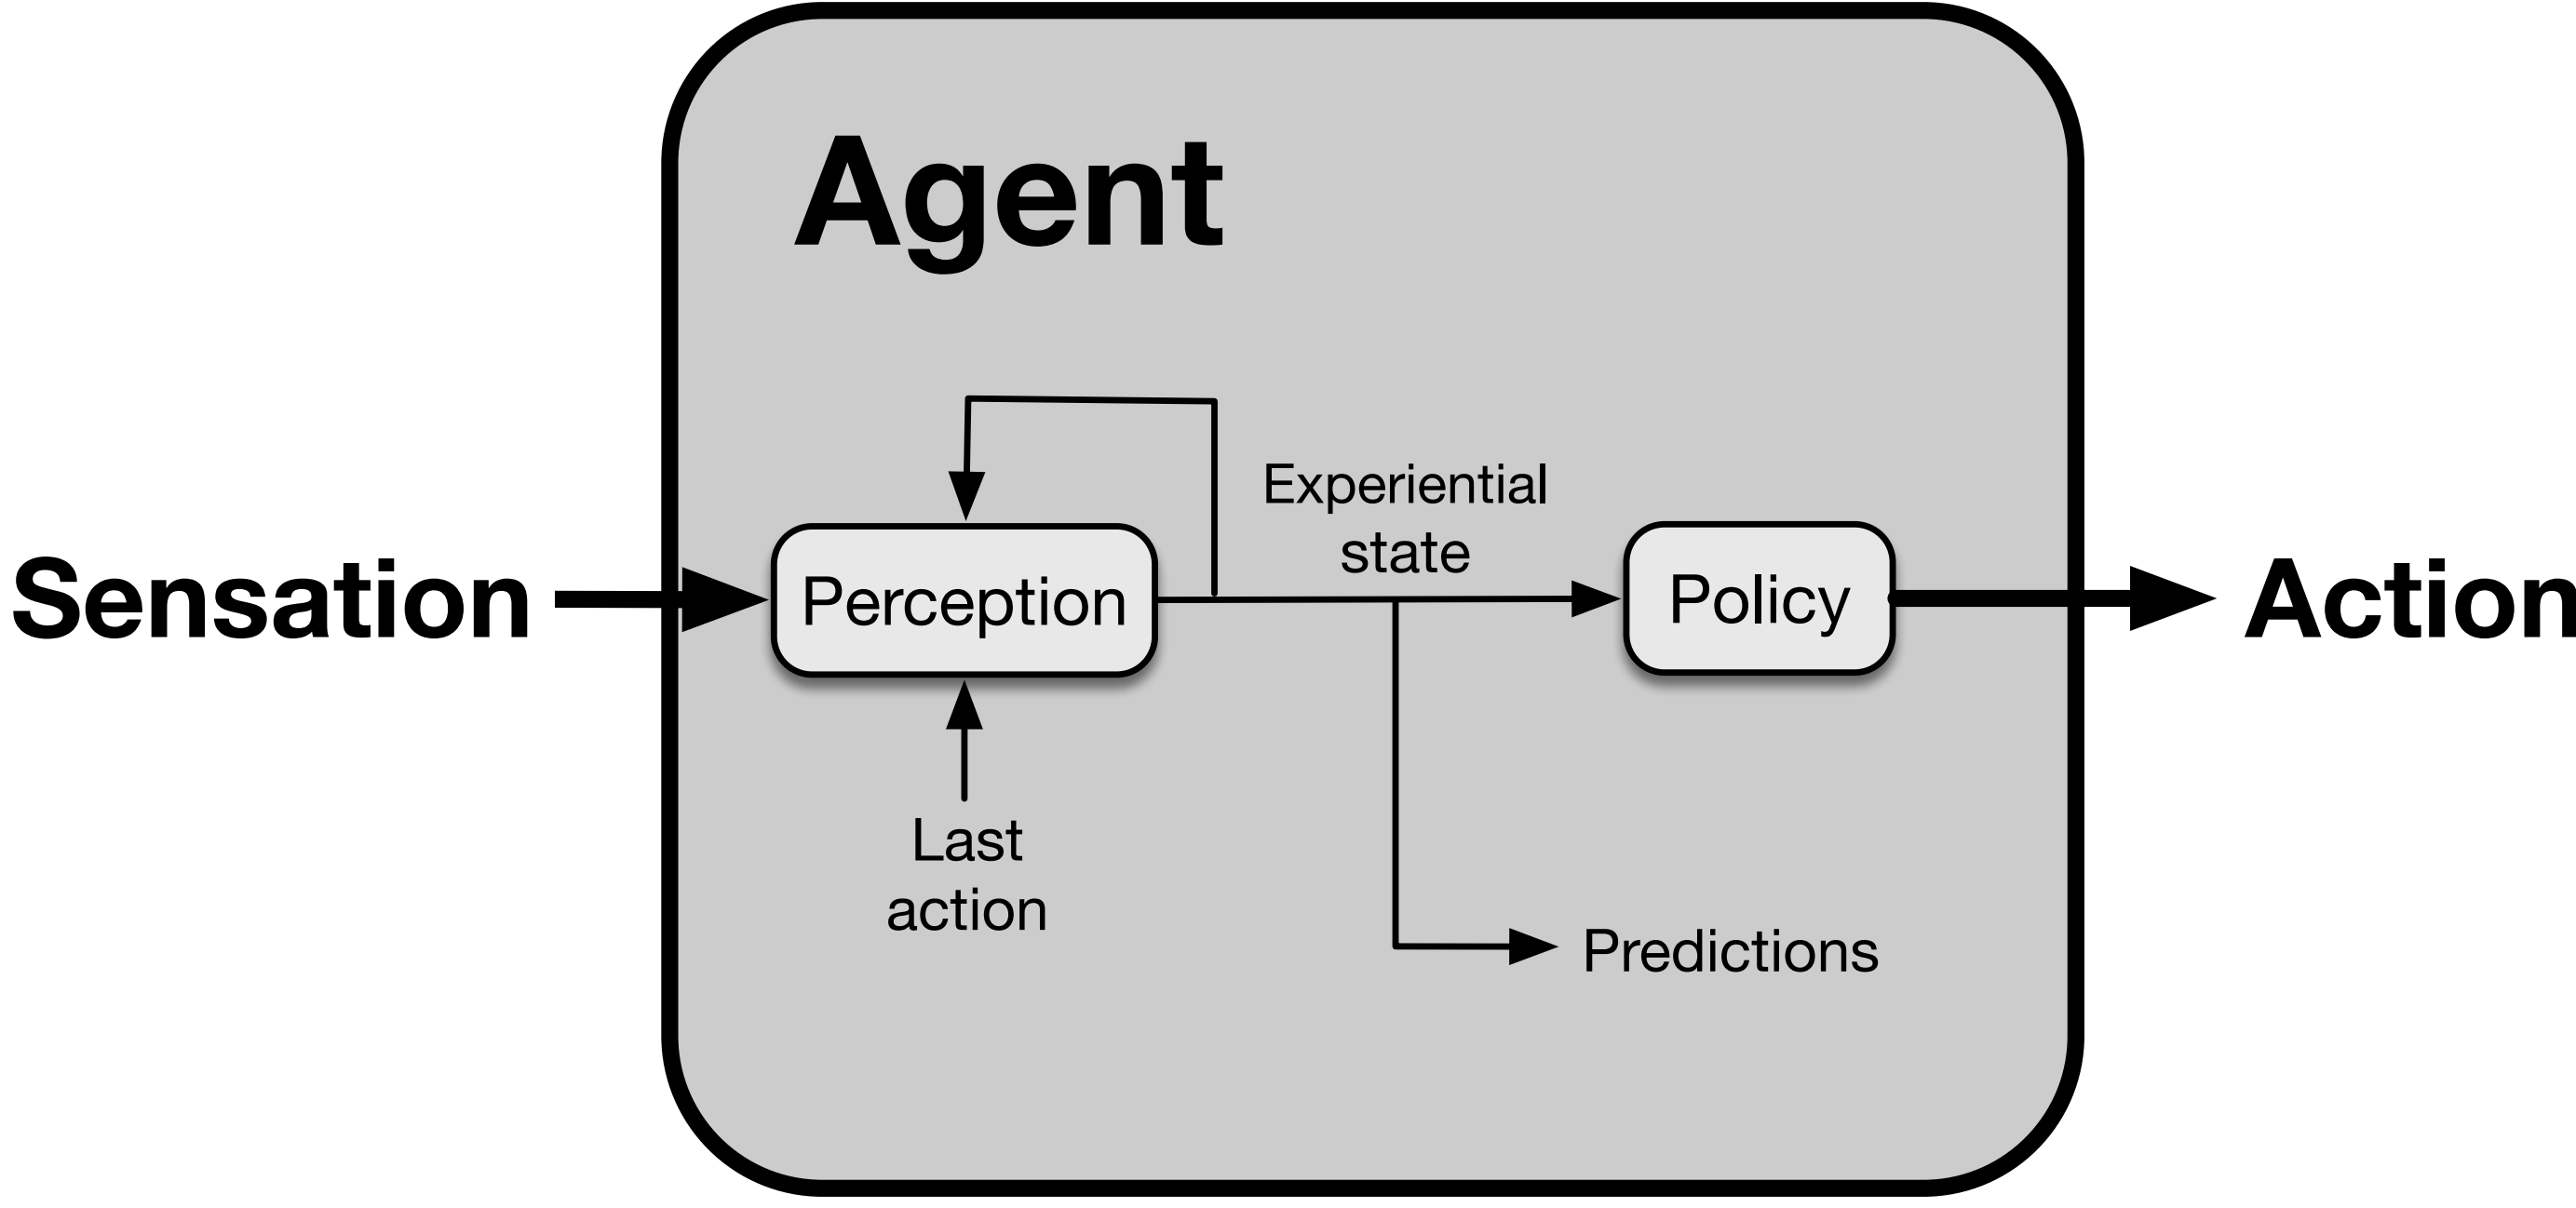 Agent
Experiential
state
Sensation
Perception
Policy
Action
Last
action
Predictions